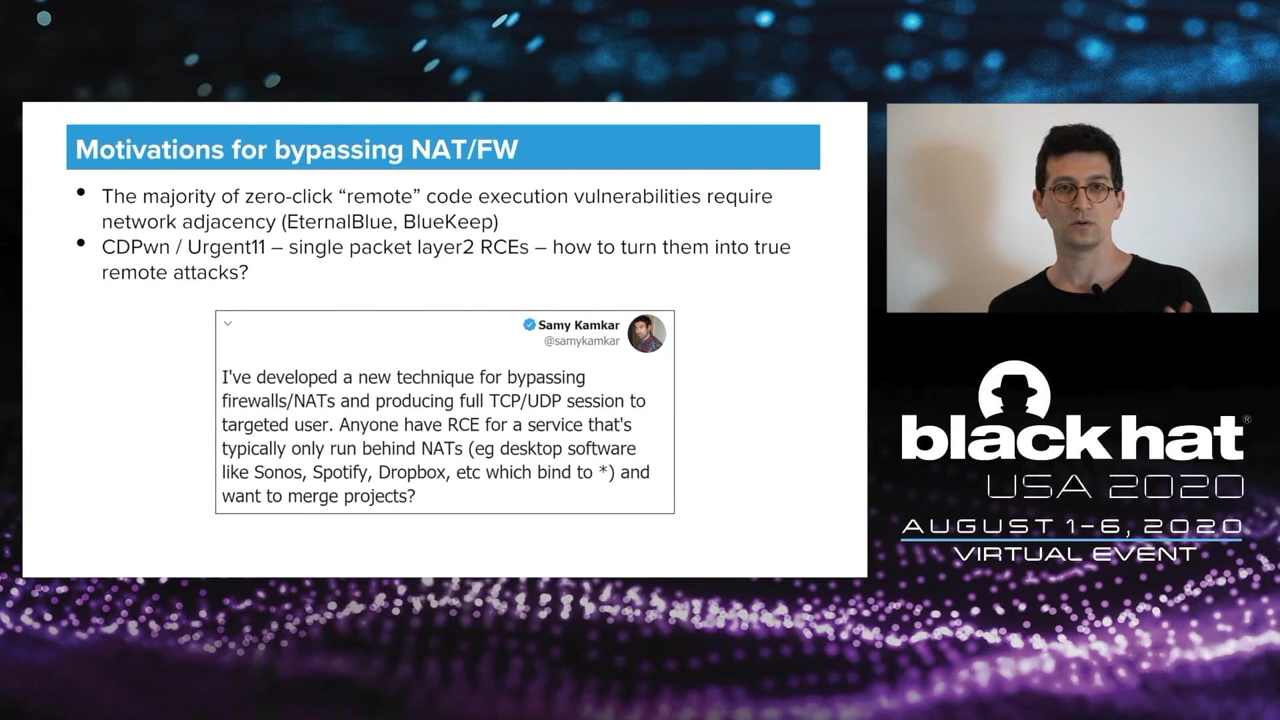 Motivations for bypassing NAT/FW
• The majority of zero-click “remote” code execution vulnerabilities require
network adjacency (EternalBlue, BlueKeep)
• CDPwn / Urgent11 – single packet layer2 RCEs – how to turn them into true
remote attacks?
Samy Kamkar
@samykamkar
I've developed a new technique for bypassing
firewalls/NATs and producing full TCP/UDP session to
targeted user. Anyone have RCE for a service that's
typically only run behind NATs (eg desktop software
like Sonos, Spotify, Dropbox, etc which bind to *) and
want to merge projects?
black hat®
USA 2020
AUGUST 1-6, 2020
VIRTUAL EVENT